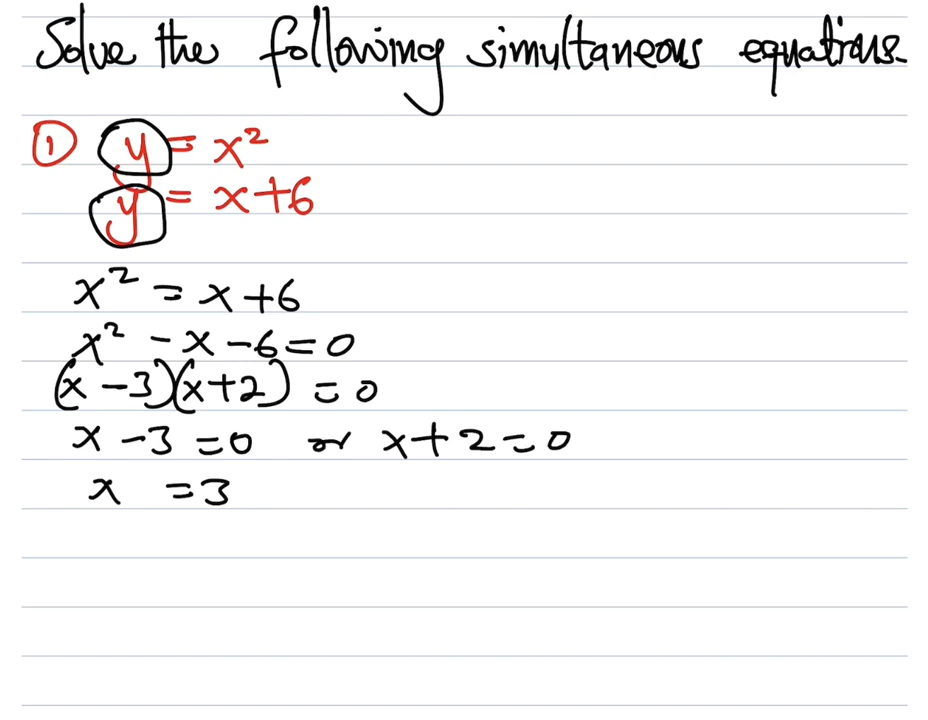 Solve the following simultaneous equations.
① y = x²
y = x+6
x² = x+6
x² - x - 6 = 0
(x - 3)(x + 2) = 0
x - 3 = 0 or x + 2 = 0
x = 3